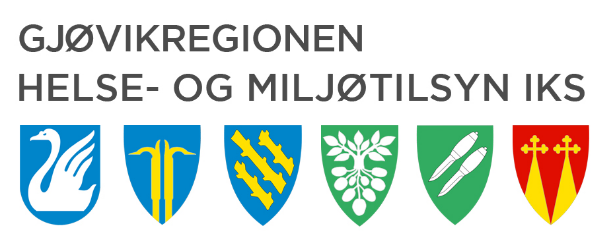 GJØVIKREGIONEN
HELSE- OG MILJØTILSYN IKS